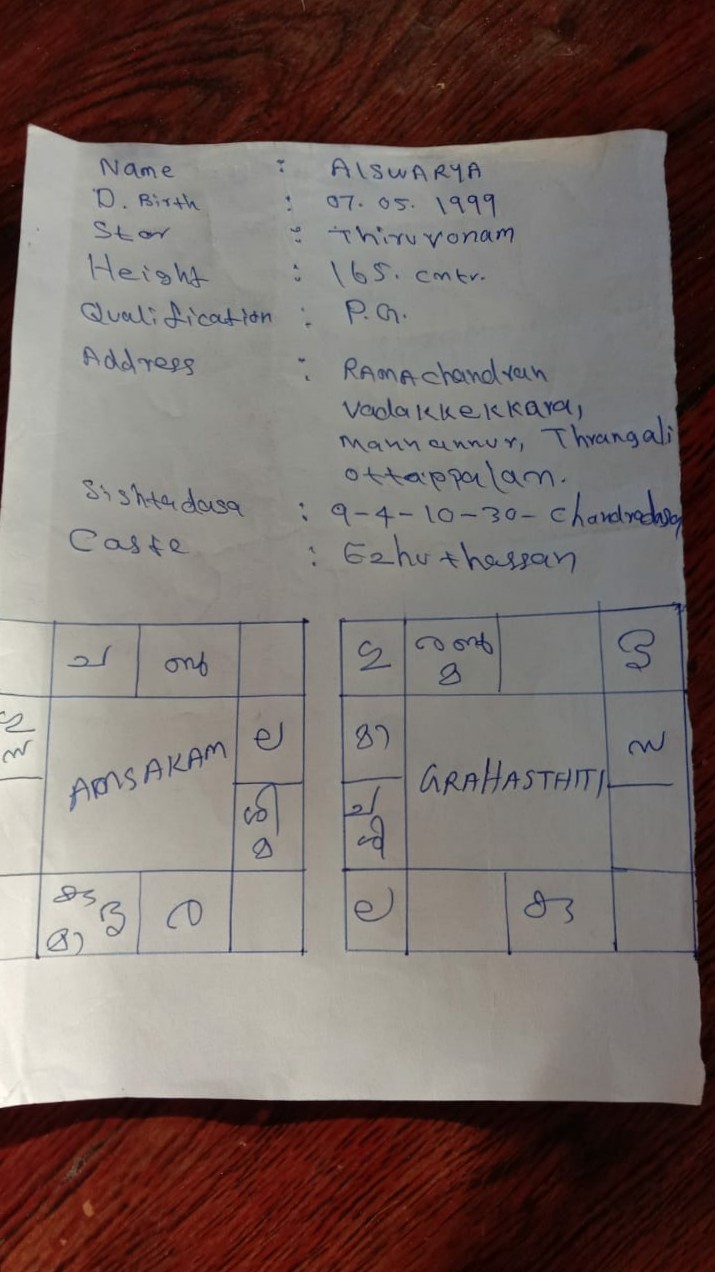 Name : AISWARYA
D. Birth : 07. 05. 1999
Star : Thiruvonam
Height : 165. cmtr.
Qualification : P.G.
Address : RAMAchandran
Vadakkekkara,
Mannannur, Thrangali
Ottappalam.
Sishtadasa : 9-4-10-30- Chandradasa
Caste : Ezhuthassan
ച
ല
AMSAKAM
ര
മാ
ച
GRAHASTHITI
ല